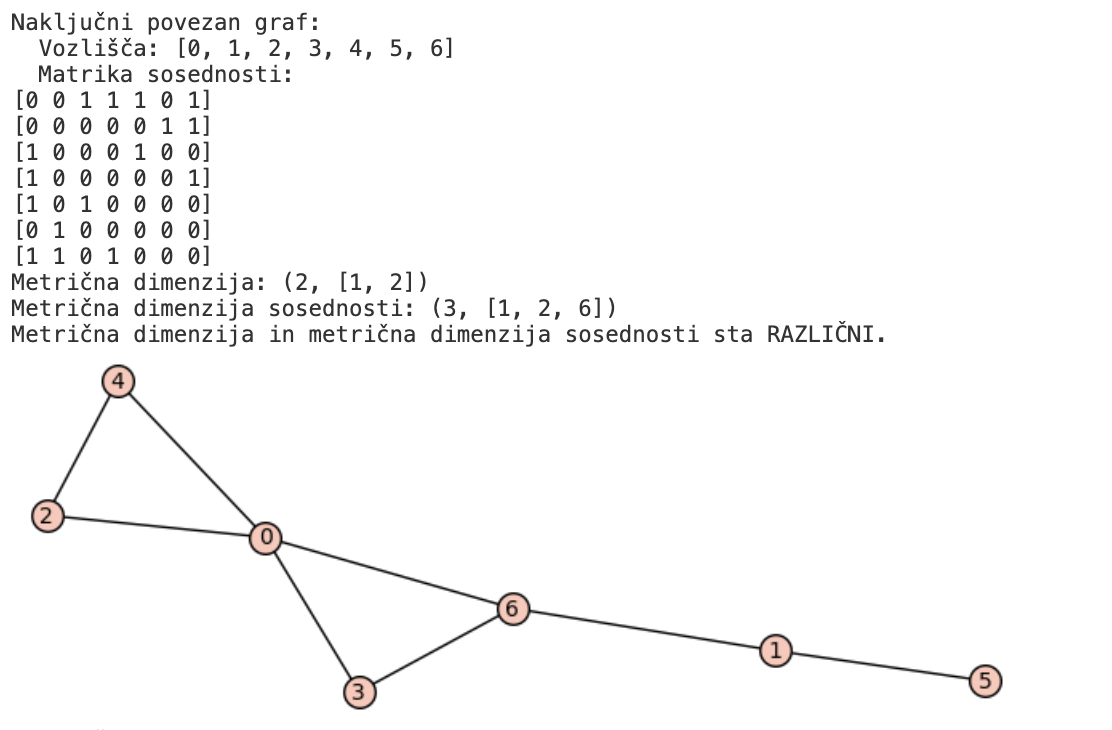 Naključni povezan graf:
Vozlišča: [0, 1, 2, 3, 4, 5, 6]
Matrika sosednosti:
[0 0 1 1 1 0 1]
[0 0 0 0 0 1 1]
[1 0 0 0 1 0 0]
[1 0 0 0 0 0 1]
[1 0 1 0 0 0 0]
[0 1 0 0 0 0 0]
[1 1 0 1 0 0 0]
Metrična dimenzija: (2, [1, 2])
Metrična dimenzija sosednosti: (3, [1, 2, 6])
Metrična dimenzija in metrična dimenzija sosednosti sta RAZLIČNI.
4
2
0
6
1
5
3